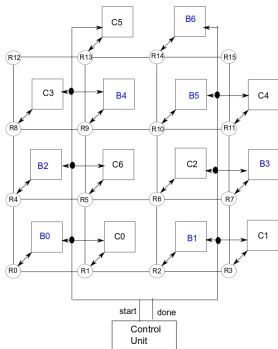 C5 B6
R12 R13 R14 R15
C3 B4 B5 C4
R8 R9 R10 R11
B2 C6 C2 B3
R4 R5 R6 R7
B0 C0 B1 C1
R0 R1 R2 R3
start done
Control
Unit